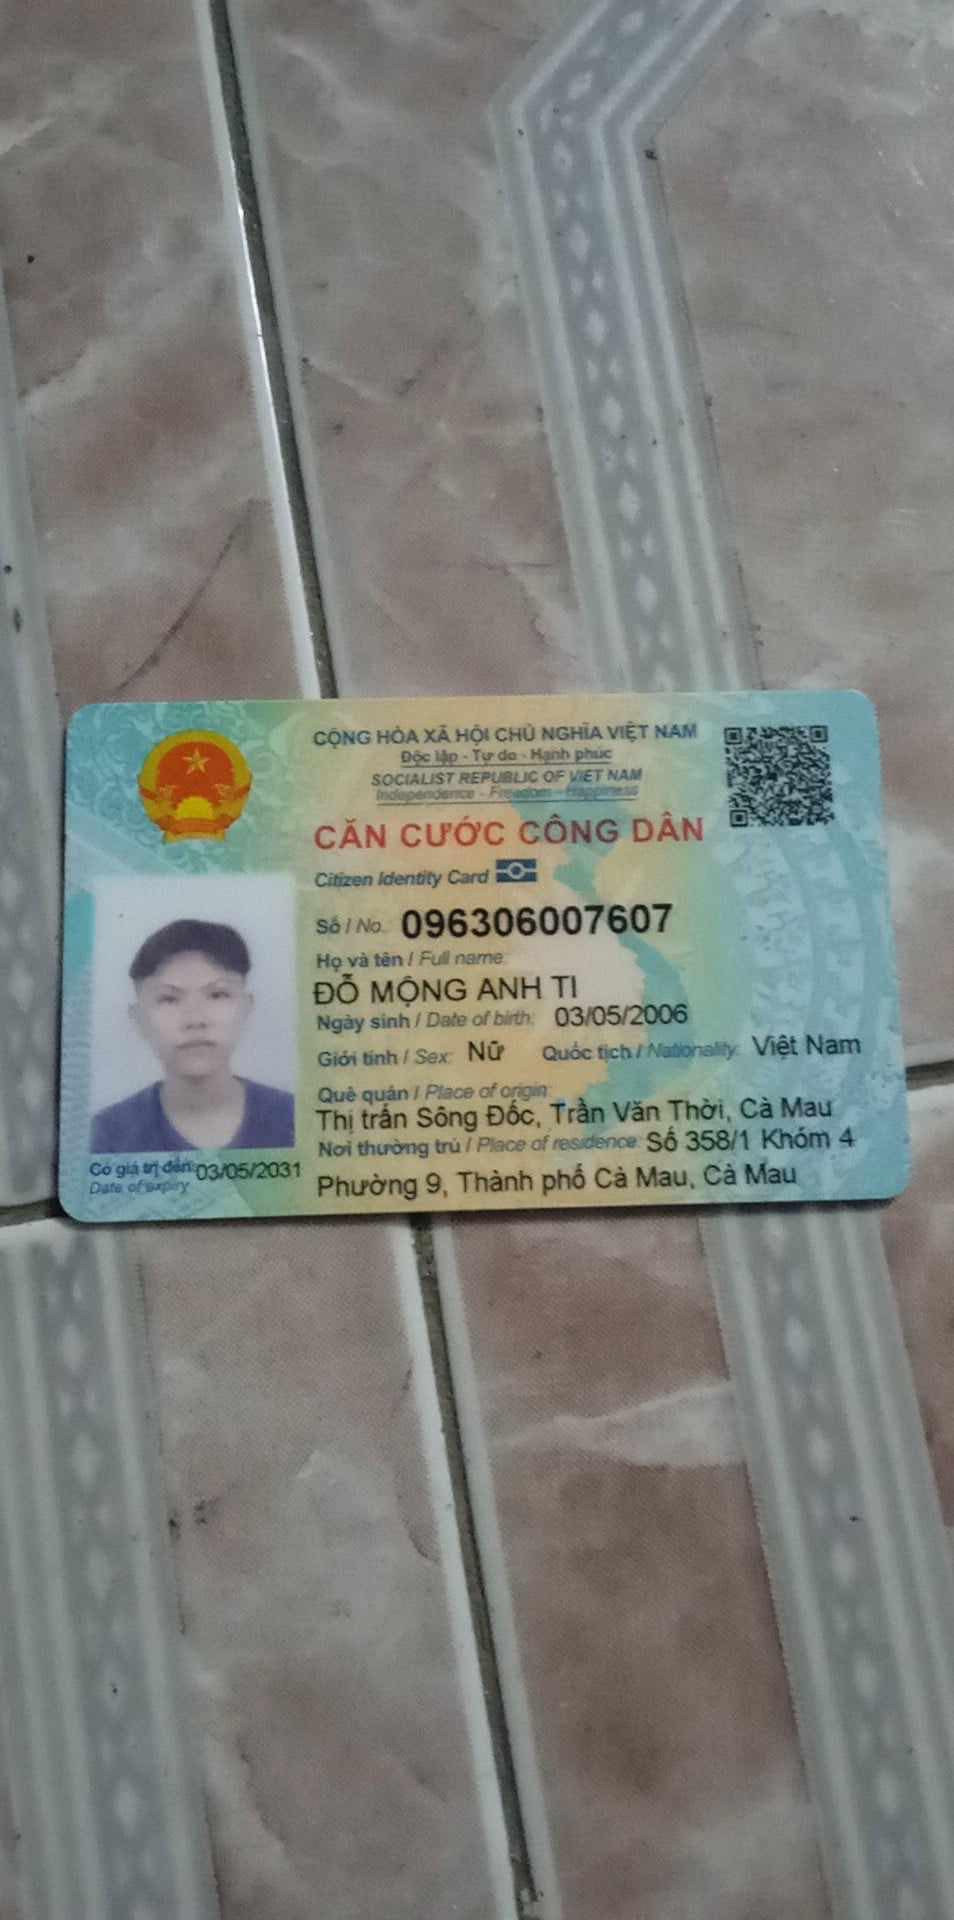 CỘNG HÒA XÃ HỘI CHỦ NGHĨA VIỆT NAM
Độc lập - Tự do - Hạnh phúc
SOCIALIST REPUBLIC OF VIET NAM
Independence - Freedom - Happiness
CĂN CƯỚC CÔNG DÂN
Citizen Identity Card
Số / No.: 096306007607
Họ và tên / Full name:
ĐỖ MỘNG ANH TI
Ngày sinh / Date of birth: 03/05/2006
Giới tính / Sex: Nữ Quốc tịch / Nationality: Việt Nam
Quê quán / Place of origin:
Thị trấn Sông Đốc, Trần Văn Thời, Cà Mau
Nơi thường trú / Place of residence: Số 358/1 Khóm 4
Phường 9, Thành phố Cà Mau, Cà Mau
Có giá trị đến: 03/05/2031
Date of expiry